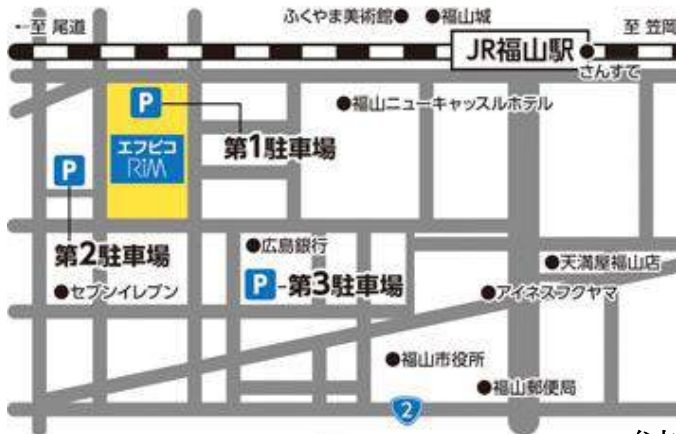 ←至 尾道
ふくやま美術館● ●福山城
至 笠岡
JR福山駅
さんすて
P
●福山ニューキャッスルホテル
第1駐車場
エフピコ
RiM
P
第2駐車場
●セブンイレブン
●広島銀行
P-第3駐車場
●天満屋福山店
●アイネスフクヤマ
●福山市役所
●福山郵便局
2